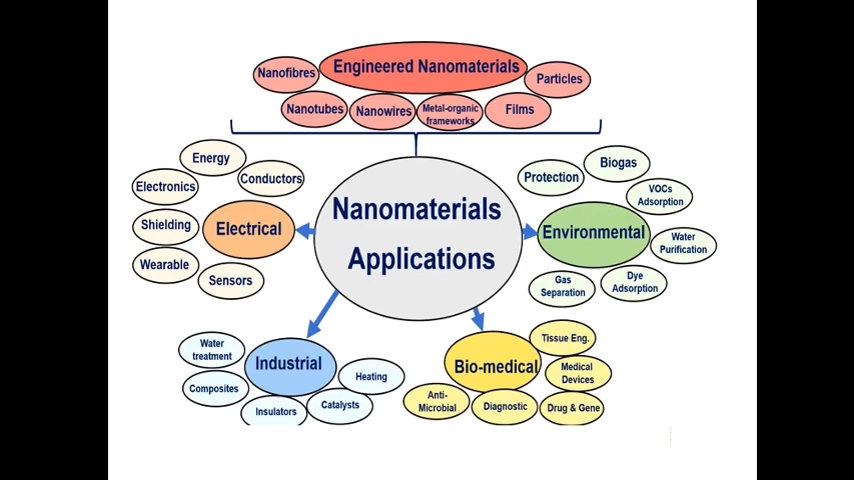 Engineered Nanomaterials
Nanofibres
Particles
Nanotubes
Nanowires
Metal-organic
frameworks
Films
Nanomaterials
Applications
Energy
Conductors
Electronics
Electrical
Shielding
Wearable
Sensors
Biogas
Protection
VOCs
Adsorption
Environmental
Water
Purification
Gas
Separation
Dye
Adsorption
Water
treatment
Industrial
Heating
Composites
Insulators
Catalysts
Tissue Eng.
Bio-medical
Medical
Devices
Anti-
Microbial
Diagnostic
Drug & Gene